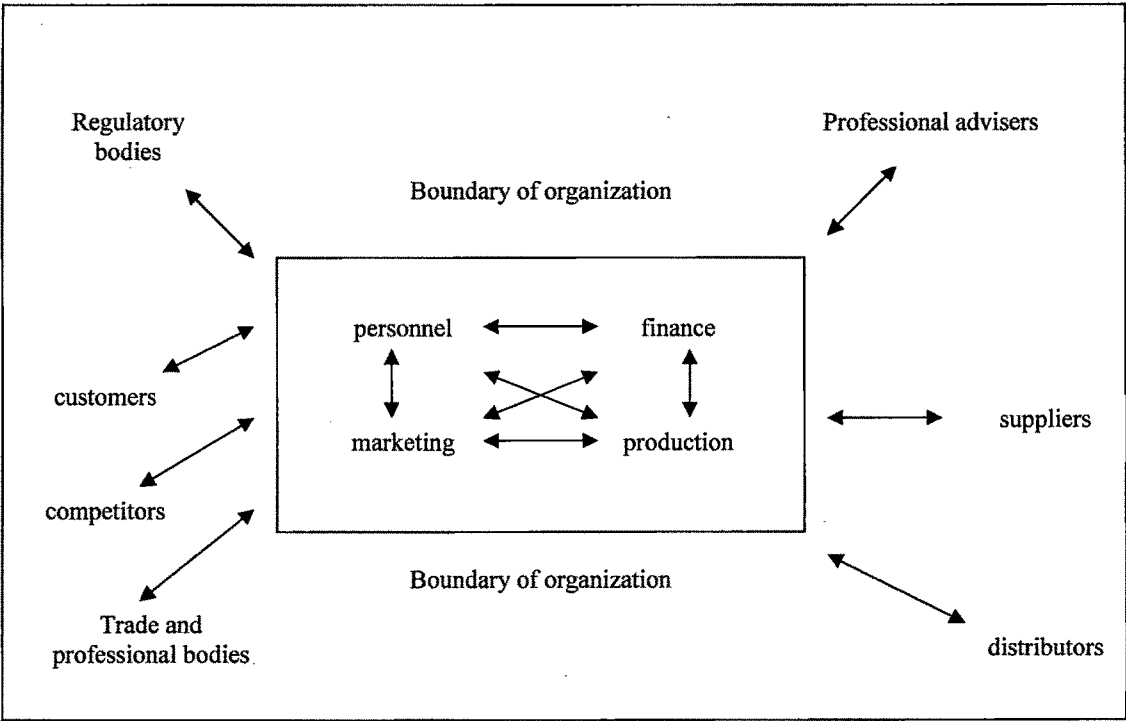 Regulatory
bodies
Professional advisers
Boundary of organization
personnel
finance
customers
marketing
production
suppliers
competitors
Boundary of organization
Trade and
professional bodies
distributors